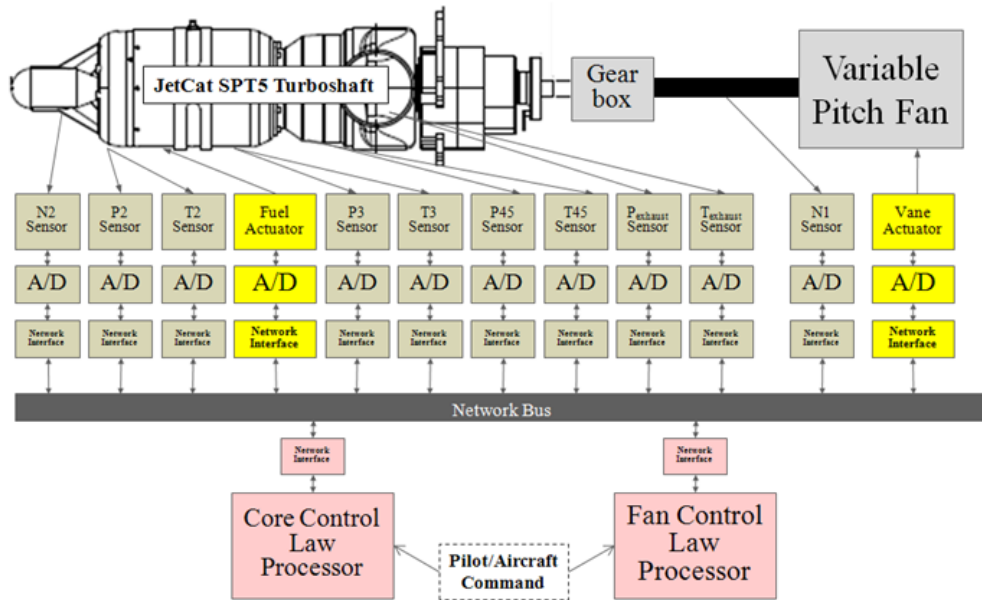 JetCat SPT5 Turboshaft
Gear
box
Variable
Pitch Fan
N2
Sensor
P2
Sensor
T2
Sensor
Fuel
Actuator
P3
Sensor
T3
Sensor
P45
Sensor
T45
Sensor
Pexhaust
Sensor
Texhaust
Sensor
N1
Sensor
Vane
Actuator
A/D
A/D
A/D
A/D
A/D
A/D
A/D
A/D
A/D
A/D
A/D
A/D
Network
Interface
Network
Interface
Network
Interface
Network
Interface
Network
Interface
Network
Interface
Network
Interface
Network
Interface
Network
Interface
Network
Interface
Network
Interface
Network
Interface
Network Bus
Network
Interface
Network
Interface
Core Control
Law
Processor
Pilot/Aircraft
Command
Fan Control
Law
Processor